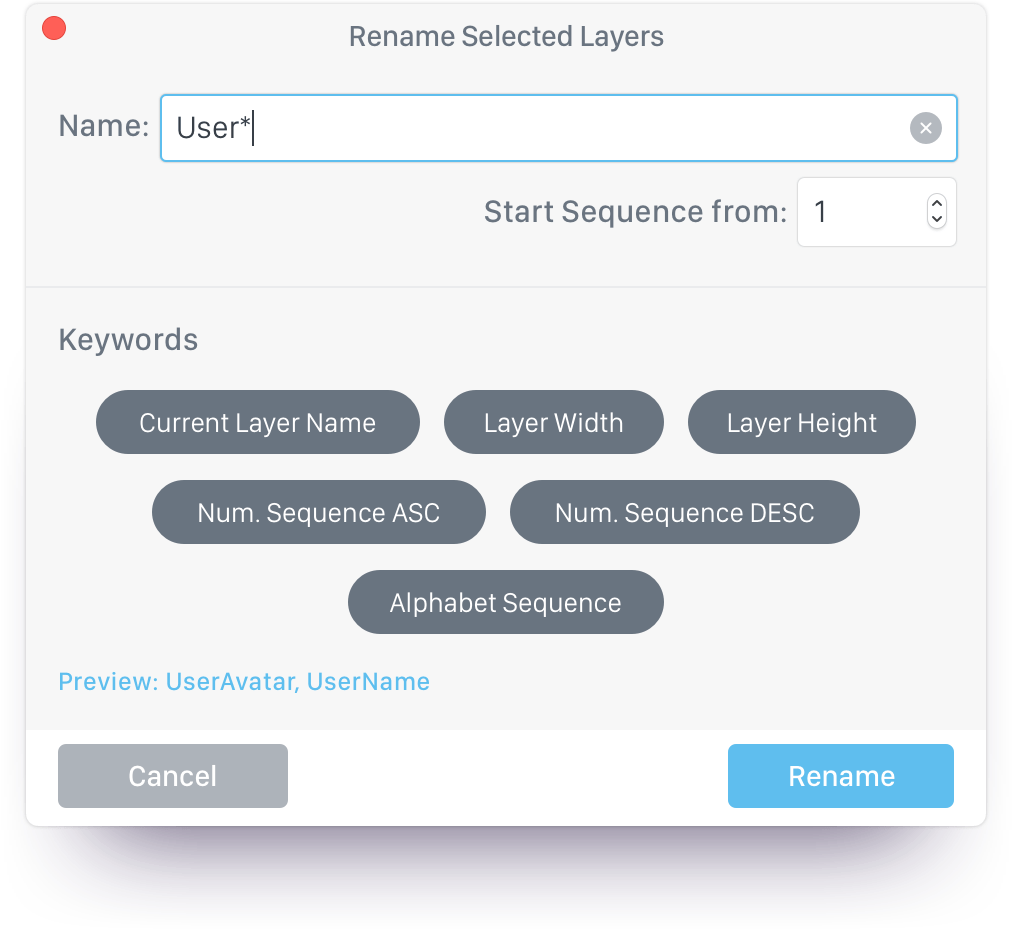 Rename Selected Layers
Name: User*
Start Sequence from: 1
Keywords
Current Layer Name Layer Width Layer Height
Num. Sequence ASC Num. Sequence DESC
Alphabet Sequence
Preview: UserAvatar, UserName
Cancel Rename